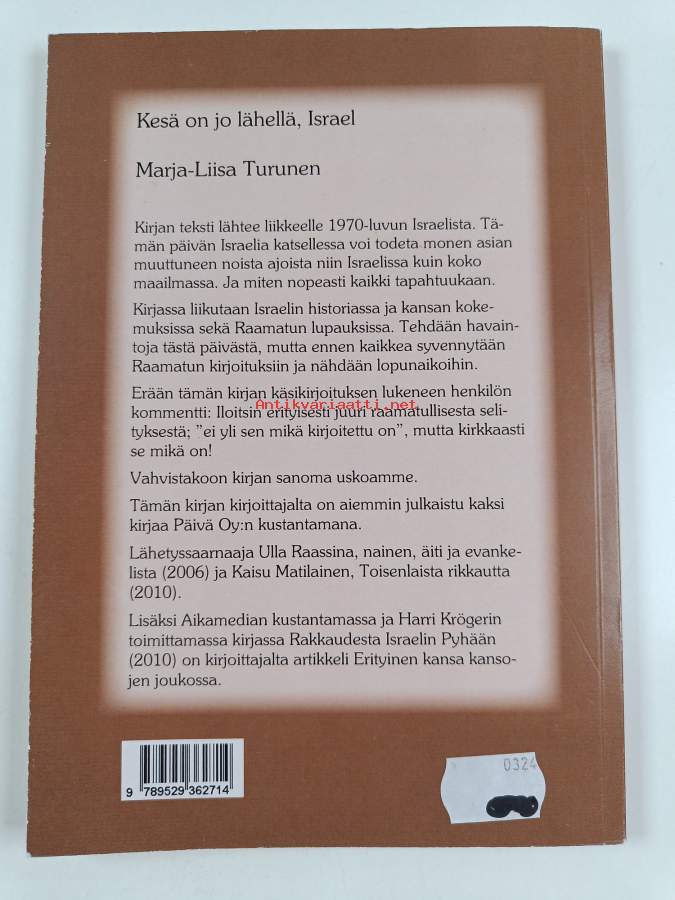 Kesä on jo lähellä, Israel
Marja-Liisa Turunen
Kirjan teksti lähtee liikkeelle 1970-luvun Israelista. Tä-
män päivän Israelia katsellessa voi todeta monen asian
muuttuneen noista ajoista niin Israelissa kuin koko
maailmassa. Ja miten nopeasti kaikki tapahtuukaan.
Kirjassa liikutaan Israelin historiassa ja kansan koke-
muksissa sekä Raamatun lupauksissa. Tehdään havain-
toja tästä päivästä, mutta ennen kaikkea syvennytään
Raamatun kirjoituksiin ja nähdään lopunaikoihin.
Erään tämän kirjan käsikirjoituksen lukeneen henkilön
Antikvariaatti.net
kommentti: Iloitsin erityisesti juuri raamatullisesta seli-
tyksestä; ”ei yli sen mikä kirjoitettu on”, mutta kirkkaasti
se mikä on!
Vahvistakoon kirjan sanoma uskoamme.
Tämän kirjan kirjoittajalta on aiemmin julkaistu kaksi
kirjaa Päivä Oy:n kustantamana.
Lähetyssaarnaaja Ulla Raassina, nainen, äiti ja evanke-
lista (2006) ja Kaisu Matilainen, Toisenlaista rikkautta
(2010).
Lisäksi Aikamedian kustantamassa ja Harri Krögerin
toimittamassa kirjassa Rakkaudesta Israelin Pyhään
(2010) on kirjoittajalta artikkeli Erityinen kansa kanso-
jen joukossa.
9 789529 362714
0324